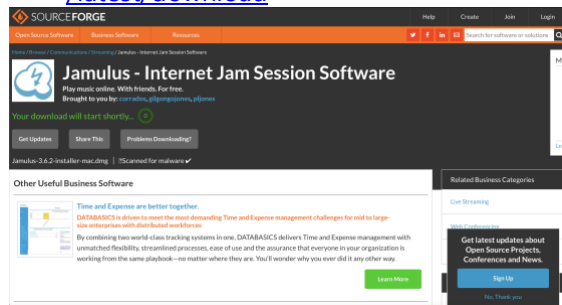 /latest/download
SOURCEFORGE
Help
Create
Join
Login
Open Source Software
Business Software
Resources
Search for software or solutions
Home / Browse / Communications / Streaming / Jamulus - Internet Jam Session Software
Jamulus - Internet Jam Session Software
Play music online. With friends. For free.
Brought to you by: corrados, gilgongojones, pljones
Your download will start shortly...
Get Updates
Share This
Problems Downloading?
Jamulus-3.6.2-installer-mac.dmg | Scanned for malware ✔
Other Useful Business Software
Time and Expense are better together.
DATABASICS is driven to meet the most demanding Time and Expense management challenges for mid to large-
size enterprises with distributed workforces
By combining two world-class tracking systems in one, DATABASICS delivers Time and Expense management with
unmatched flexibility, streamlined processes, ease of use and the assurance that everyone in your organization is
working from the same playbook—no matter where they are. You'll wonder why you ever did it any other way.
Learn More
Related Business Categories
Live Streaming
Web Conferencing
Get latest updates about
Open Source Projects,
Conferences and News.
Sign Up
No, Thank you